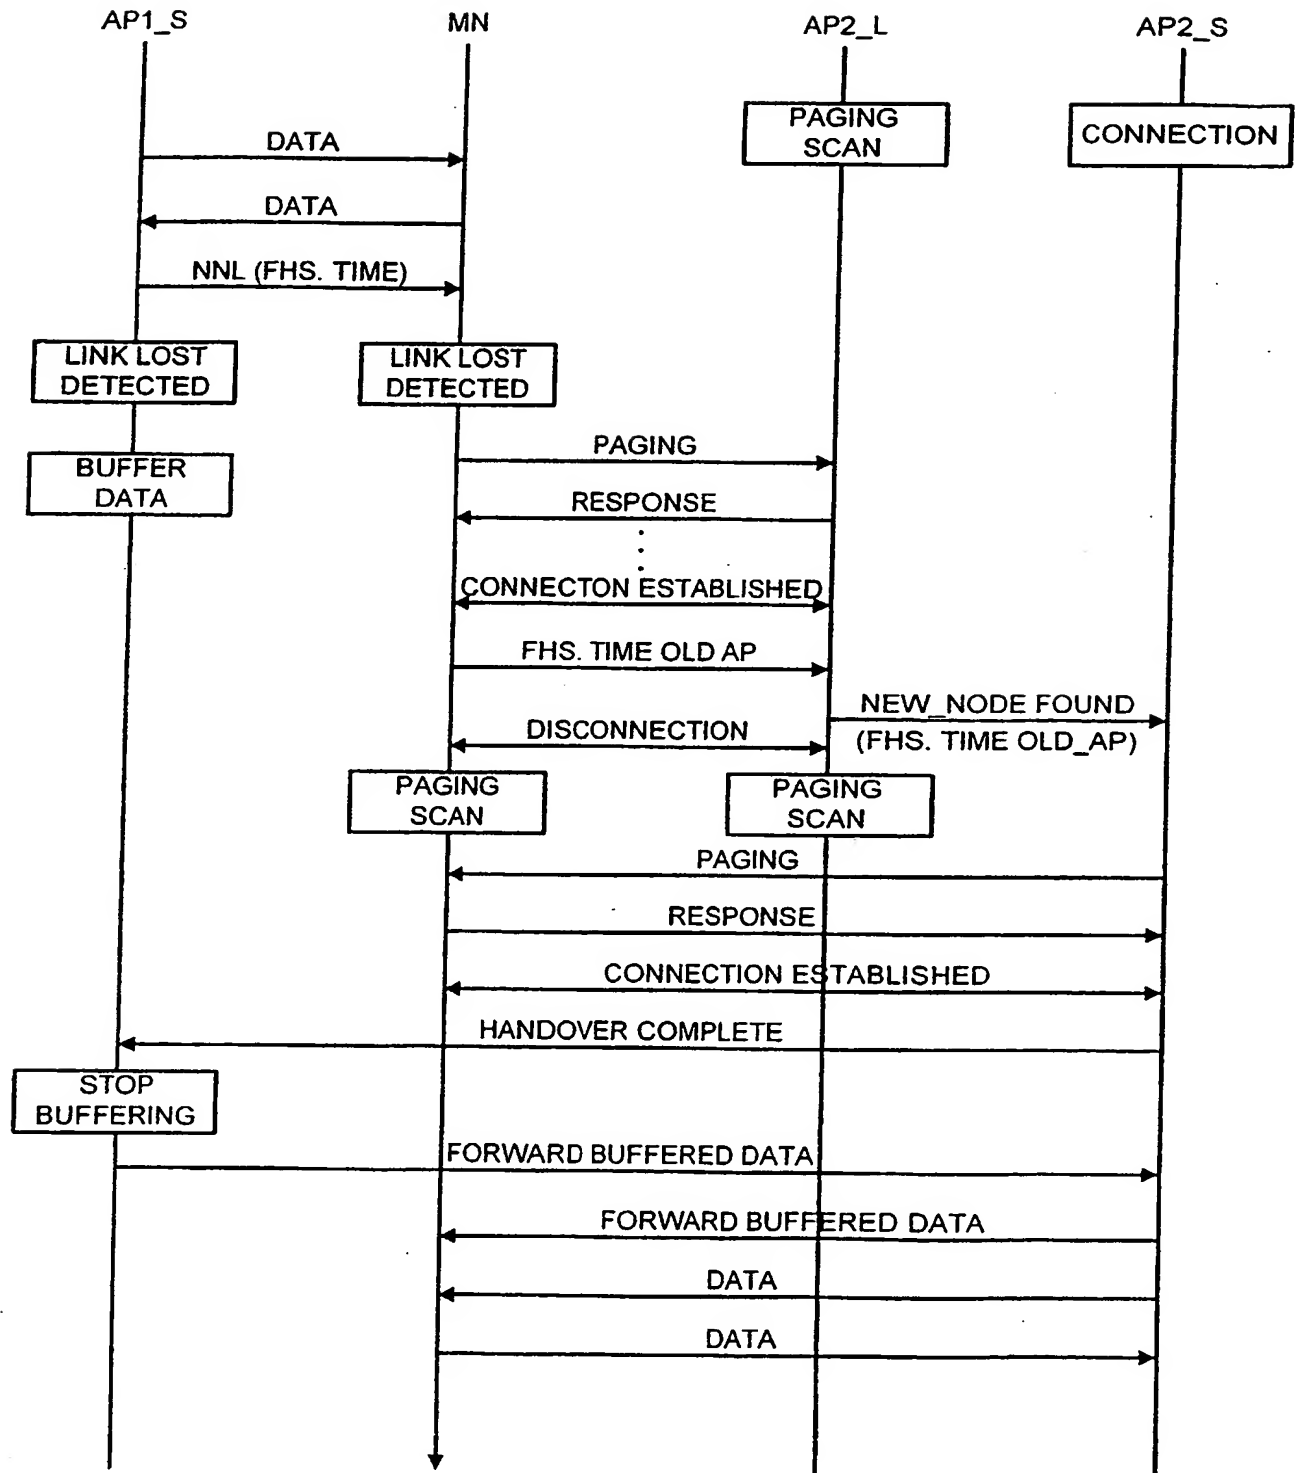 AP1_S
MN
AP2_L
AP2_S
PAGING
SCAN
CONNECTION
DATA
DATA
NNL (FHS. TIME)
LINK LOST
DETECTED
LINK LOST
DETECTED
PAGING
BUFFER
DATA
RESPONSE
CONNECTON ESTABLISHED
FHS. TIME OLD AP
NEW_NODE FOUND
(FHS. TIME OLD_AP)
DISCONNECTION
PAGING
SCAN
PAGING
SCAN
PAGING
RESPONSE
CONNECTION ESTABLISHED
HANDOVER COMPLETE
STOP
BUFFERING
FORWARD BUFFERED DATA
FORWARD BUFFERED DATA
DATA
DATA